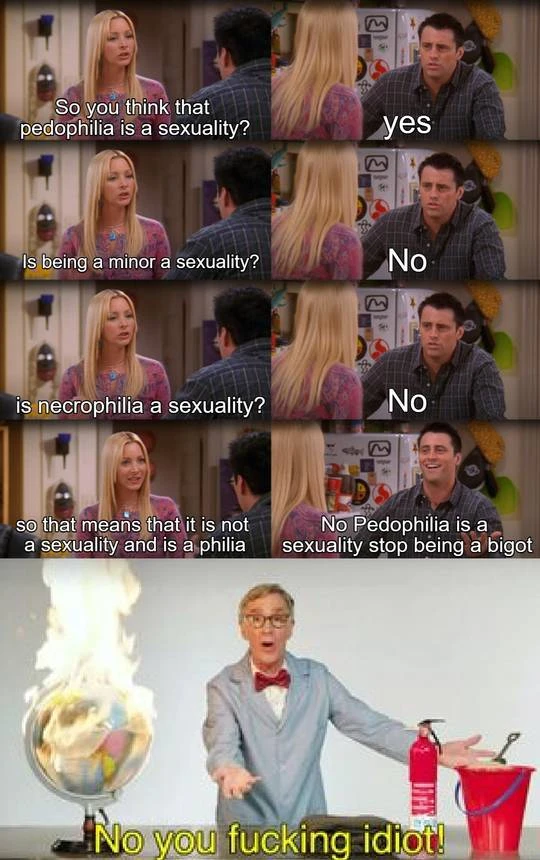 So you think that
pedophilia is a sexuality?
yes
Is being a minor a sexuality?
No
is necrophilia a sexuality?
No
so that means that it is not
a sexuality and is a philia
No Pedophilia is a
sexuality stop being a bigot
No you fucking idiot!